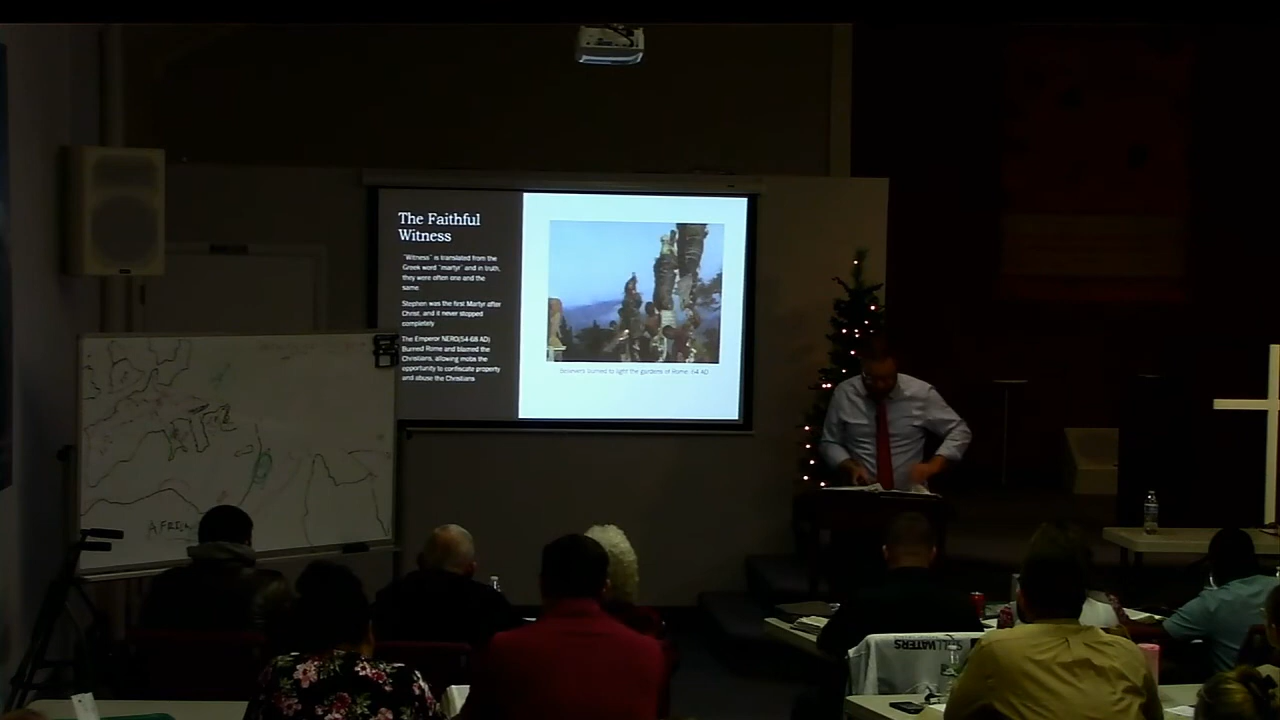 The Faithful
Witness
"Witness" is translated from the
Greek word "martyr" and in truth,
they were often one and the
same.
Stephen was the first Martyr after
Christ, and it never stopped
completely
The Emperor NERO(54-68 AD)
Burned Rome and blamed the
Christians, allowing mobs the
opportunity to confiscate property
and abuse the Christians
Believers burned to light the gardens of Rome. 64 AD
AFRICA
STILLWATERS